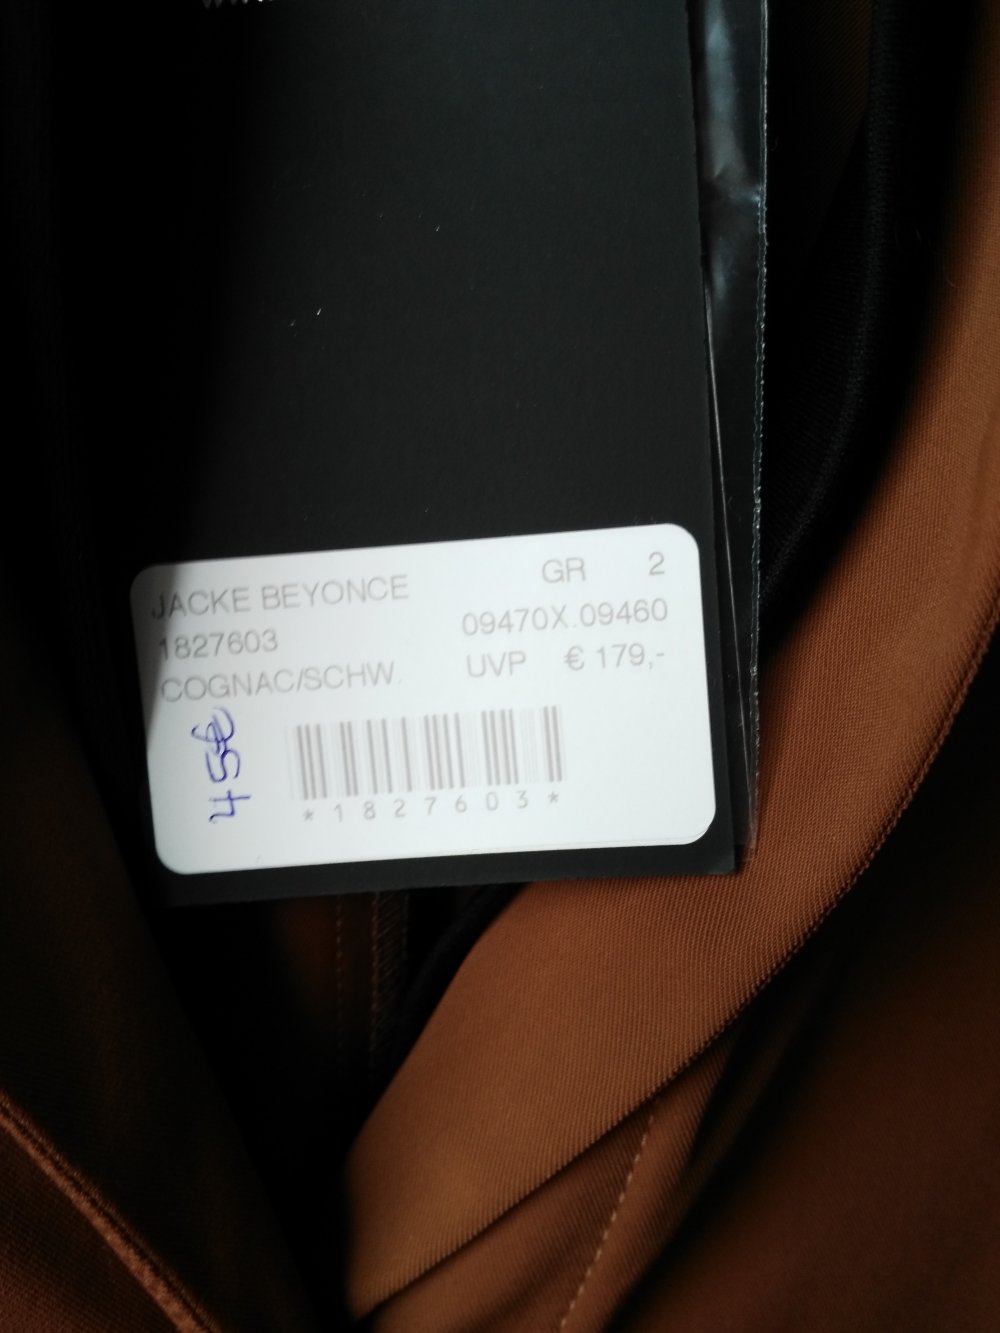 JACKE BEYONCE GR 2
1827603 09470X.09460
COGNAC/SCHW. UVP € 179,-
45€
*1827603*